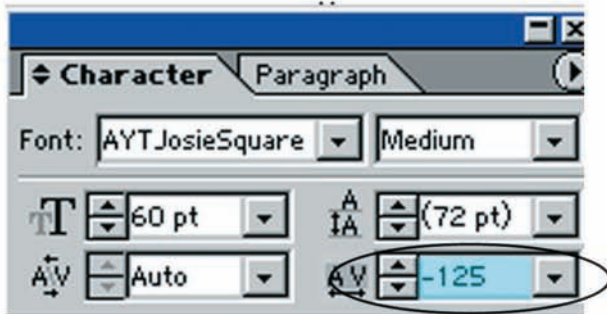 Character Paragraph
Font: AYTJosieSquare Medium
60 pt (72 pt)
Auto -125